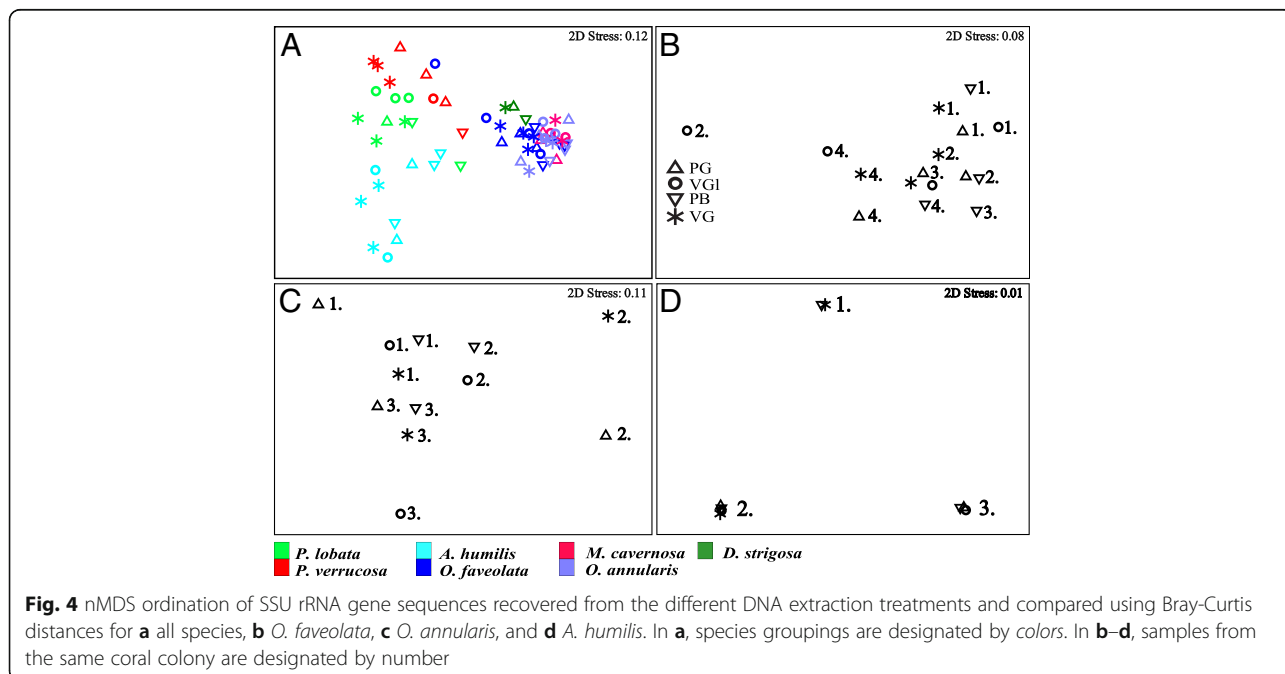 A
2D Stress: 0.12
B
2D Stress: 0.08
1.
1.
1.
1.
2.
2.
4.
4.
3.
2.
4.
3.
4.
PG
VGl
PB
VG
C
2D Stress: 0.11
1.
2.
1.
1.
2.
1.
2.
3.
3.
3.
2.
3.
D
2D Stress: 0.01
1.
2.
3.
P. lobata
A. humilis
M. cavernosa
D. strigosa
P. verrucosa
O. faveolata
O. annularis
Fig. 4 nMDS ordination of SSU rRNA gene sequences recovered from the different DNA extraction treatments and compared using Bray-Curtis
distances for a all species, b O. faveolata, c O. annularis, and d A. humilis. In a, species groupings are designated by colors. In b–d, samples from
the same coral colony are designated by number